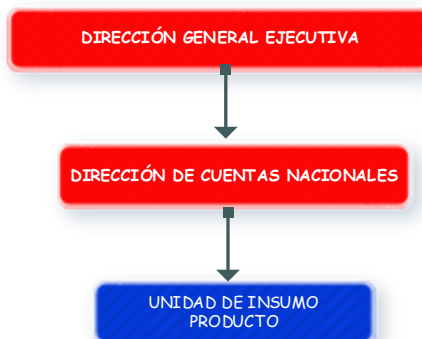 DIRECCIÓN GENERAL EJECUTIVA
DIRECCIÓN DE CUENTAS NACIONALES
UNIDAD DE INSUMO
PRODUCTO